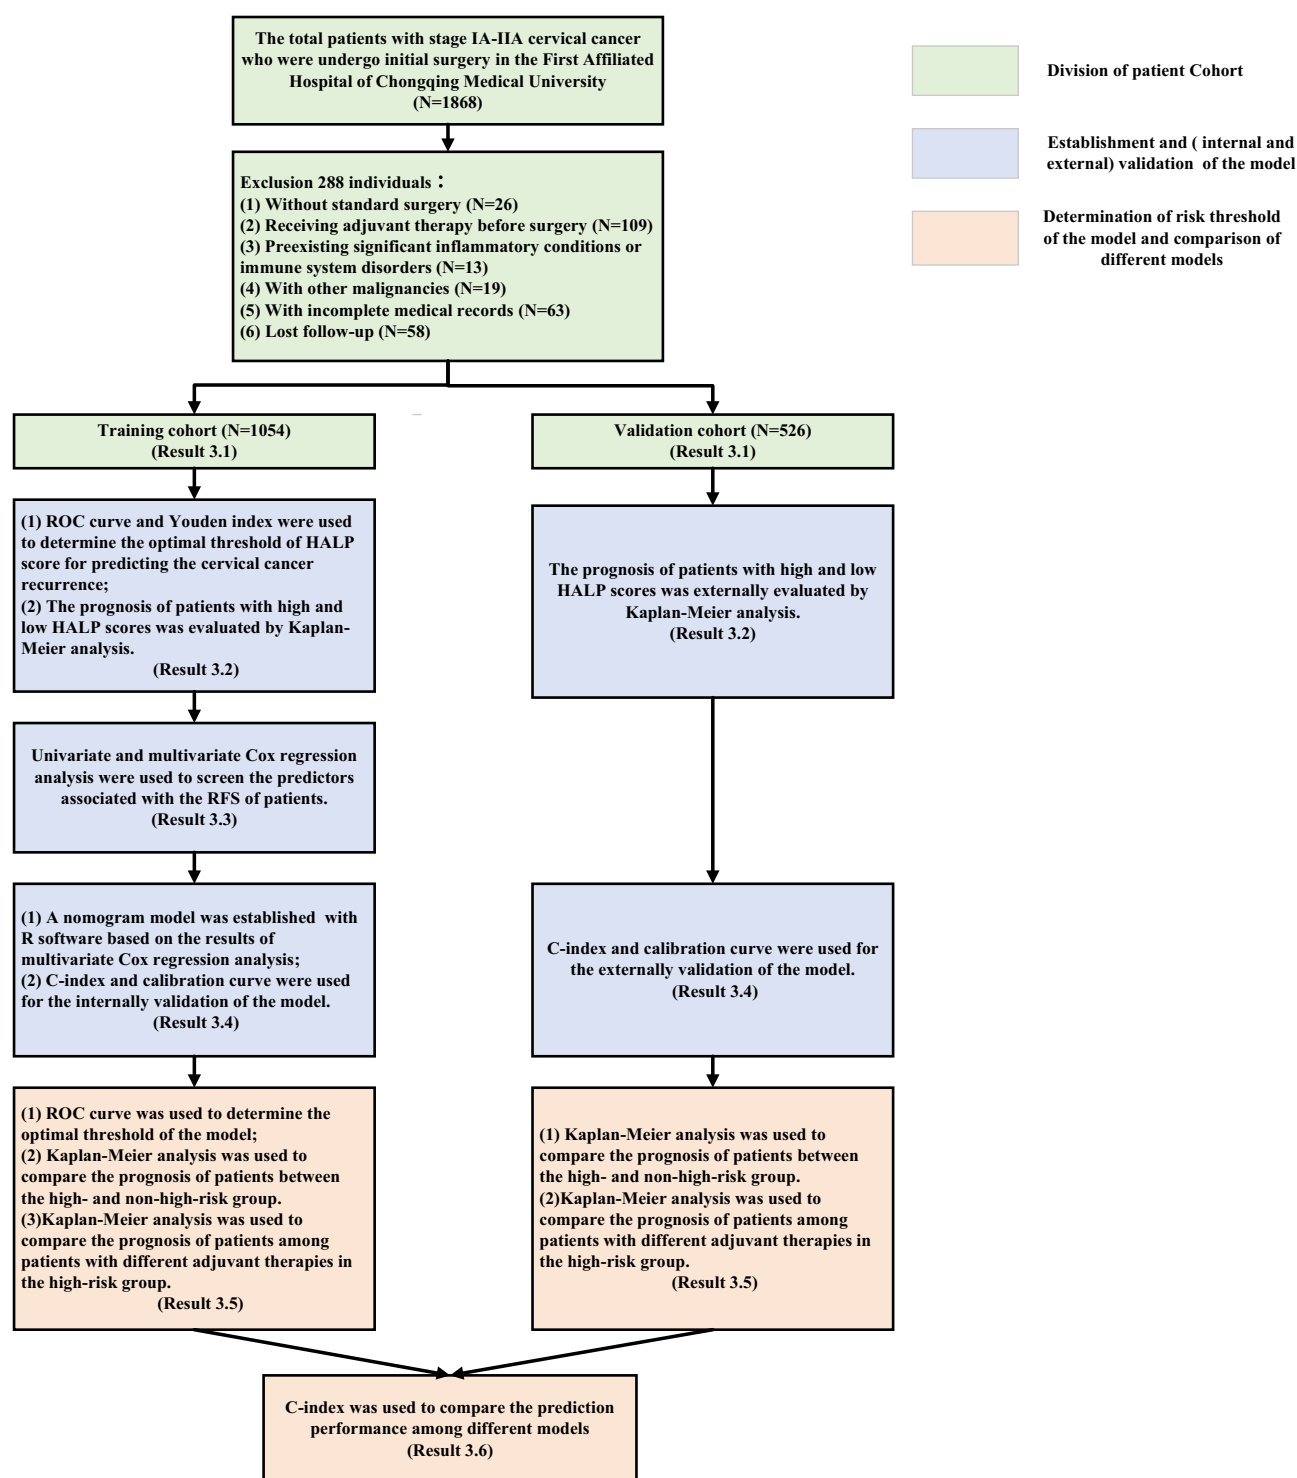 The total patients with stage IA-IIA cervical cancer
who were undergo initial surgery in the First Affiliated
Hospital of Chongqing Medical University
(N=1868)
Division of patient Cohort
Establishment and ( internal and
external) validation of the model
Determination of risk threshold
of the model and comparison of
different models
Exclusion 288 individuals：
(1) Without standard surgery (N=26)
(2) Receiving adjuvant therapy before surgery (N=109)
(3) Preexisting significant inflammatory conditions or
immune system disorders (N=13)
(4) With other malignancies (N=19)
(5) With incomplete medical records (N=63)
(6) Lost follow-up (N=58)
Training cohort (N=1054)
(Result 3.1)
Validation cohort (N=526)
(Result 3.1)
(1) ROC curve and Youden index were used
to determine the optimal threshold of HALP
score for predicting the cervical cancer
recurrence;
(2) The prognosis of patients with high and
low HALP scores was evaluated by Kaplan-
Meier analysis.
(Result 3.2)
The prognosis of patients with high and low
HALP scores was externally evaluated by
Kaplan-Meier analysis.
(Result 3.2)
Univariate and multivariate Cox regression
analysis were used to screen the predictors
associated with the RFS of patients.
(Result 3.3)
(1) A nomogram model was established with
R software based on the results of
multivariate Cox regression analysis;
(2) C-index and calibration curve were used
for the internally validation of the model.
(Result 3.4)
C-index and calibration curve were used for
the externally validation of the model.
(Result 3.4)
(1) ROC curve was used to determine the
optimal threshold of the model;
(2) Kaplan-Meier analysis was used to
compare the prognosis of patients between
the high- and non-high-risk group.
(3)Kaplan-Meier analysis was used to
compare the prognosis of patients among
patients with different adjuvant therapies in
the high-risk group.
(Result 3.5)
(1) Kaplan-Meier analysis was used to
compare the prognosis of patients between
the high- and non-high-risk group.
(2)Kaplan-Meier analysis was used to
compare the prognosis of patients among
patients with different adjuvant therapies in
the high-risk group.
(Result 3.5)
C-index was used to compare the prediction
performance among different models
(Result 3.6)